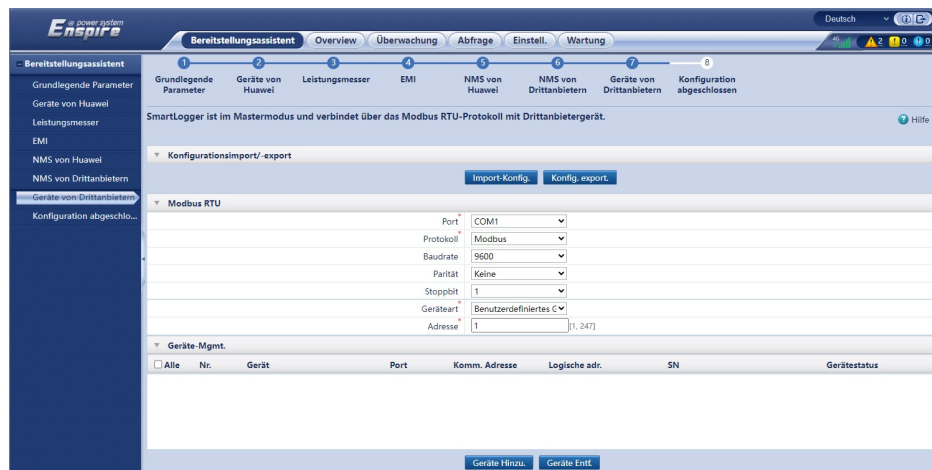 Enspire
e power system
Deutsch
Bereitstellungsassistent Overview Überwachung Abfrage Einstell. Wartung
4G 2 0 0
Bereitstellungsassistent
Grundlegende Parameter
Geräte von Huawei
Leistungsmesser
EMI
NMS von Huawei
NMS von Drittanbietern
Geräte von Drittanbietern
Konfiguration abgeschlo...
1 2 3 4 5 6 7 8
Grundlegende Geräte von Leistungsmesser EMI NMS von NMS von Geräte von Konfiguration
Parameter Huawei Huawei Drittanbietern Drittanbietern abgeschlossen
SmartLogger ist im Mastermodus und verbindet über das Modbus RTU-Protokoll mit Drittanbietergerät.
Hilfe
Konfigurationsimport/-export
Import-Konfig. Konfig. export.
Modbus RTU
Port* COM1
Protokoll* Modbus
Baudrate 9600
Parität Keine
Stoppbit 1
Geräteart* Benutzerdefiniertes G
Adresse* 1 [1, 247]
Geräte-Mgmt.
Alle Nr. Gerät Port Komm. Adresse Logische adr. SN Gerätestatus
Geräte Hinzu. Geräte Entf.